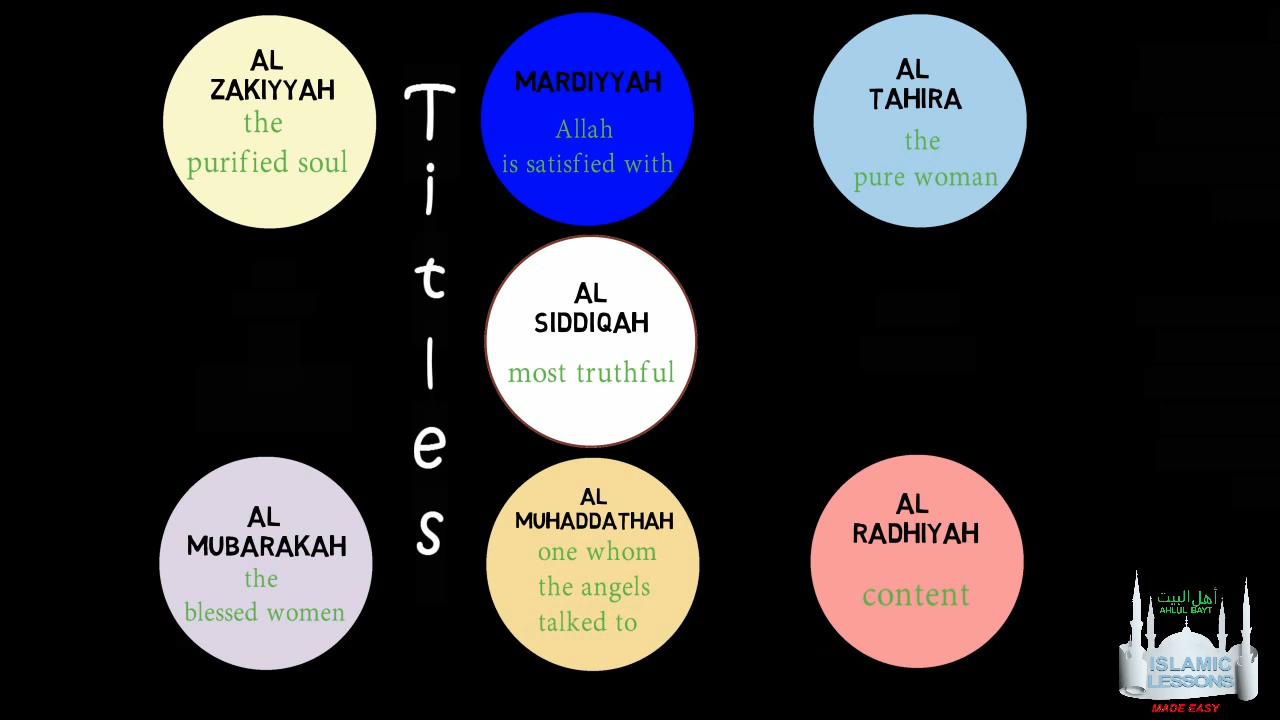 AL
ZAKIYYAH
the
purified soul
Titles
MARDIYYAH
Allah
is satisfied with
AL
TAHIRA
the
pure woman
AL
SIDDIQAH
most truthful
AL
MUBARAKAH
the
blessed women
AL
MUHADDATHAH
one whom
the angels
talked to
AL
RADHIYAH
content
أهل البيت
AHLUL BAYT
ISLAMIC
LESSONS
MADE EASY